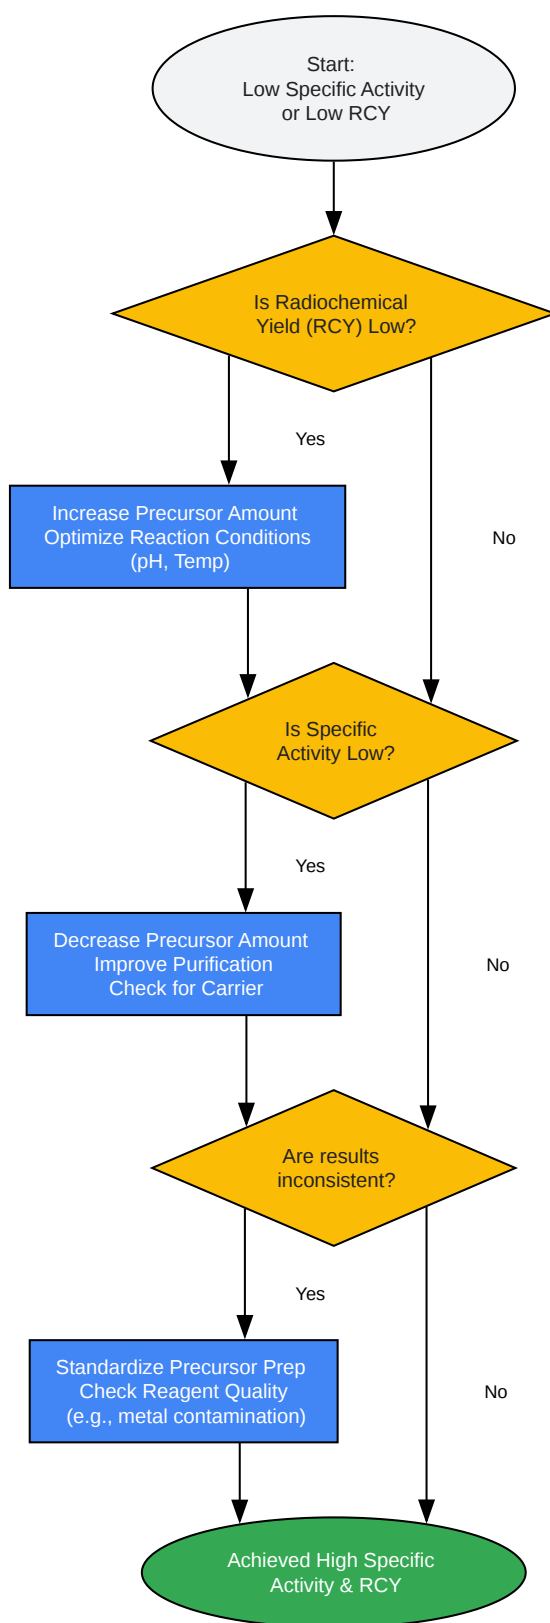 Start:
Low Specific Activity
or Low RCY
Is Radiochemical
Yield (RCY) Low?
Yes
Increase Precursor Amount
Optimize Reaction Conditions
(pH, Temp)
No
Is Specific
Activity Low?
Yes
Decrease Precursor Amount
Improve Purification
Check for Carrier
No
Are results
inconsistent?
Yes
Standardize Precursor Prep
Check Reagent Quality
(e.g., metal contamination)
No
Achieved High Specific
Activity & RCY